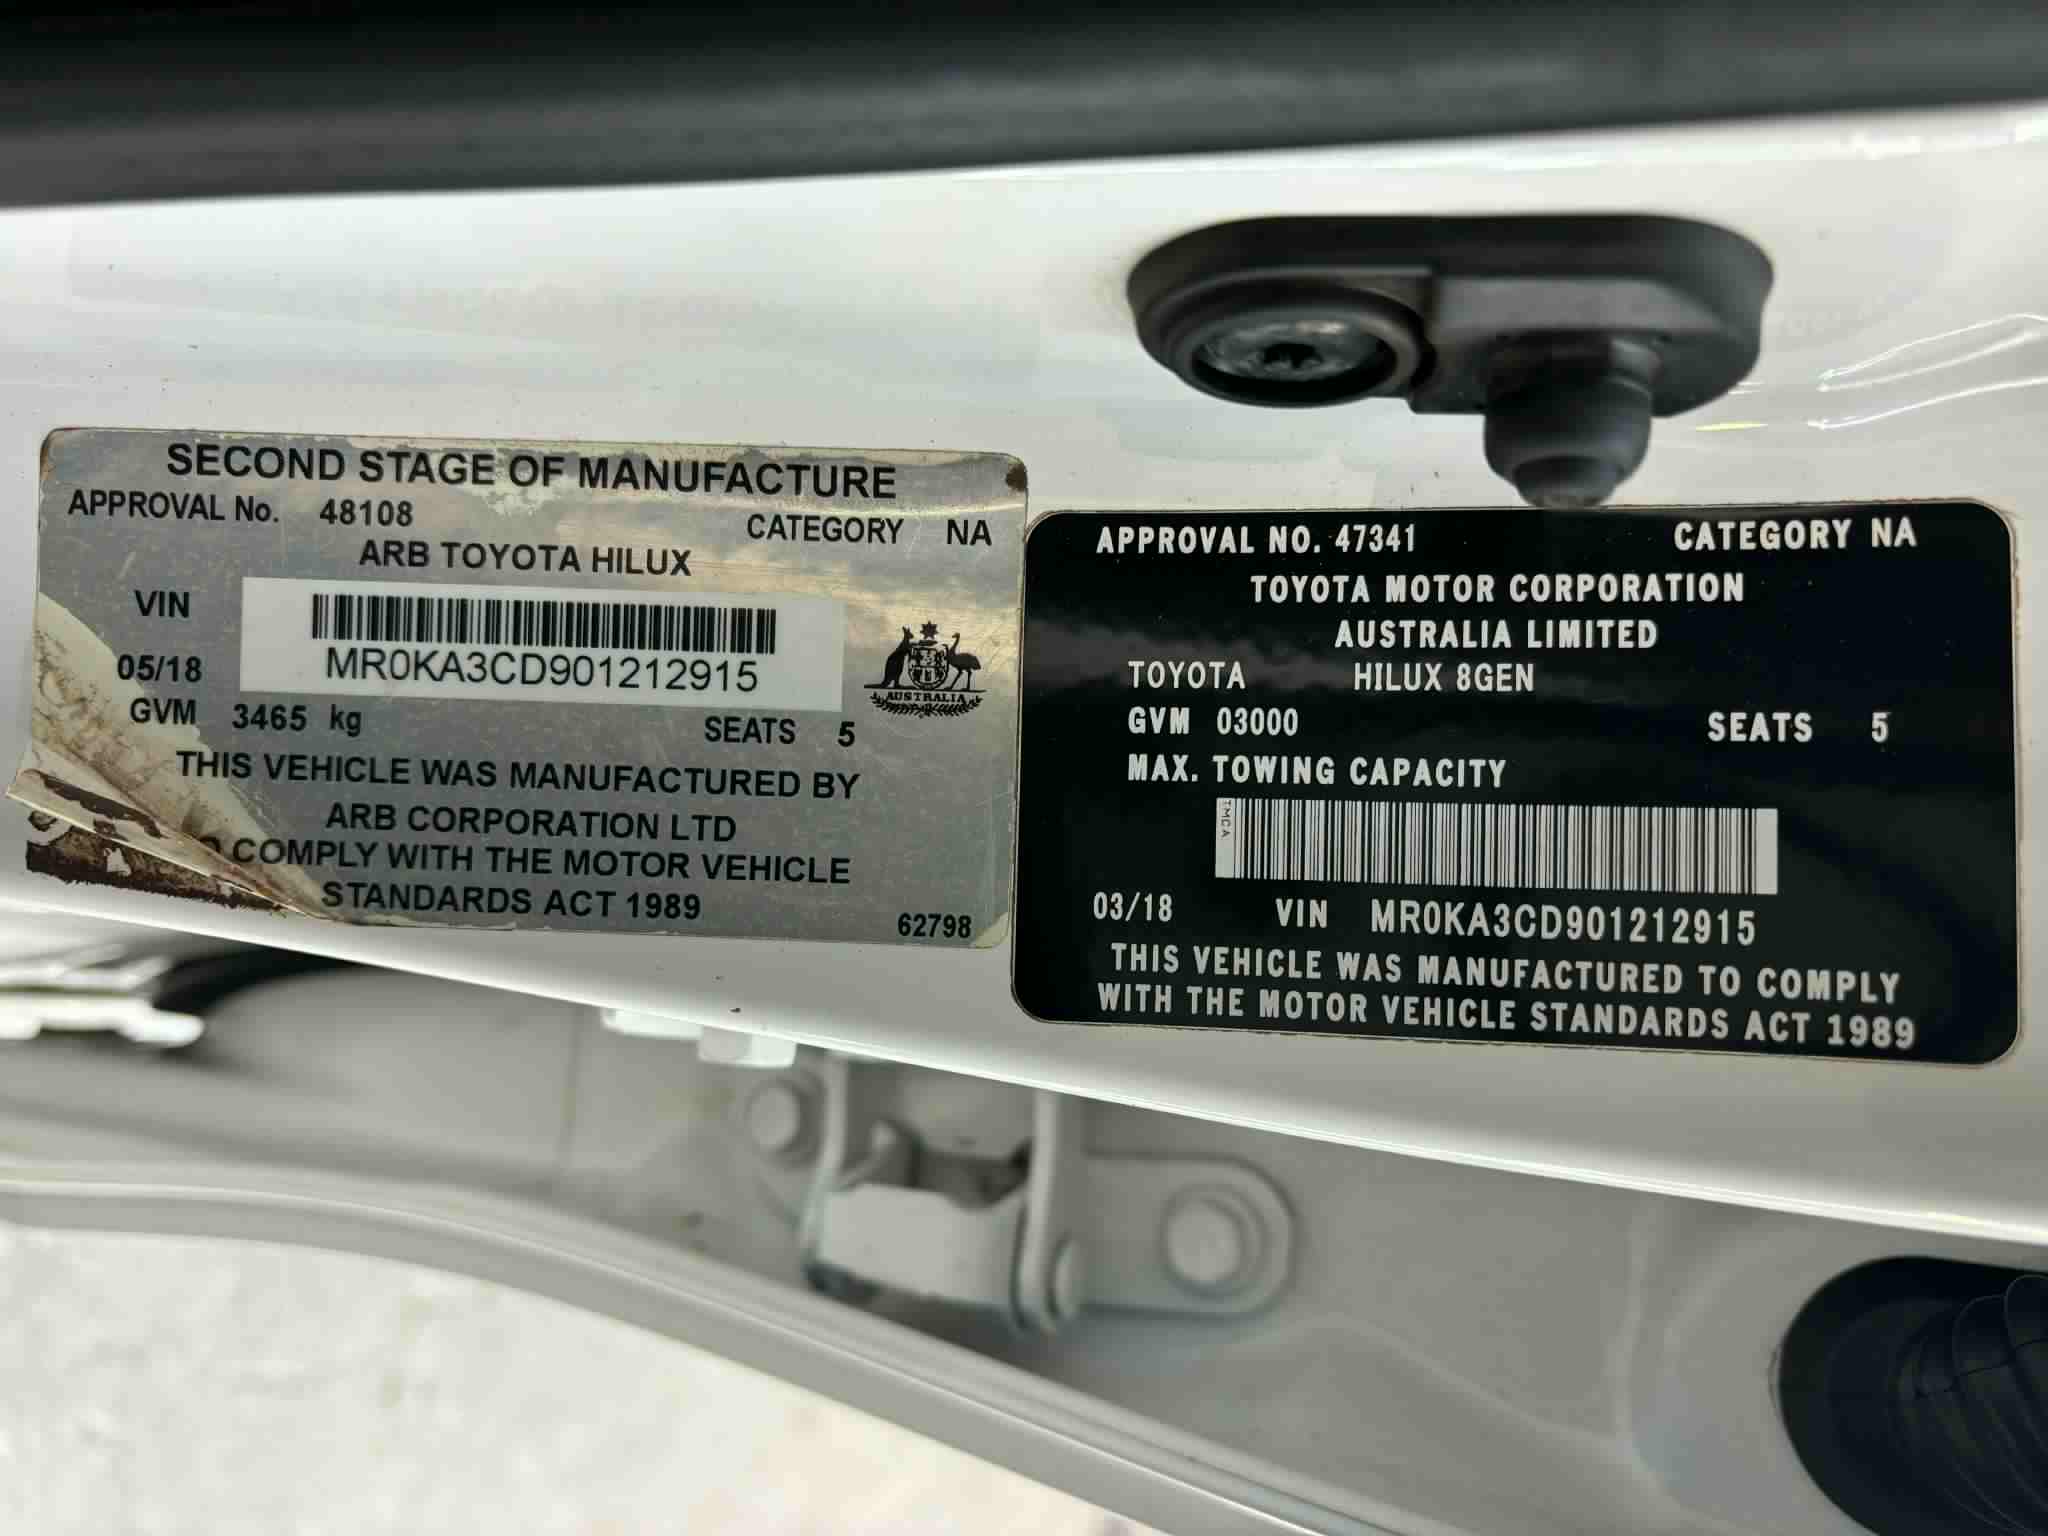 SECOND STAGE OF MANUFACTURE
APPROVAL No. 48108 CATEGORY NA
ARB TOYOTA HILUX
VIN
MR0KA3CD901212915
05/18
AUSTRALIA
GVM 3465 kg SEATS 5
THIS VEHICLE WAS MANUFACTURED BY
ARB CORPORATION LTD
O COMPLY WITH THE MOTOR VEHICLE
STANDARDS ACT 1989
62798
APPROVAL NO. 47341 CATEGORY NA
TOYOTA MOTOR CORPORATION
AUSTRALIA LIMITED
TOYOTA HILUX 8GEN
GVM 03000 SEATS 5
MAX. TOWING CAPACITY
TMCA
03/18 VIN MR0KA3CD901212915
THIS VEHICLE WAS MANUFACTURED TO COMPLY
WITH THE MOTOR VEHICLE STANDARDS ACT 1989